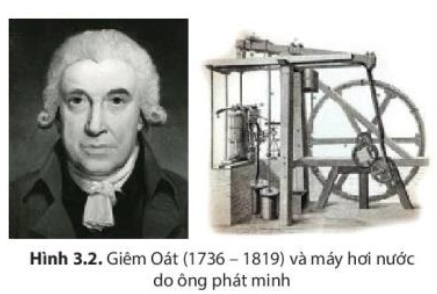 Hình 3.2. Giêm Oát (1736 – 1819) và máy hơi nước
do ông phát minh